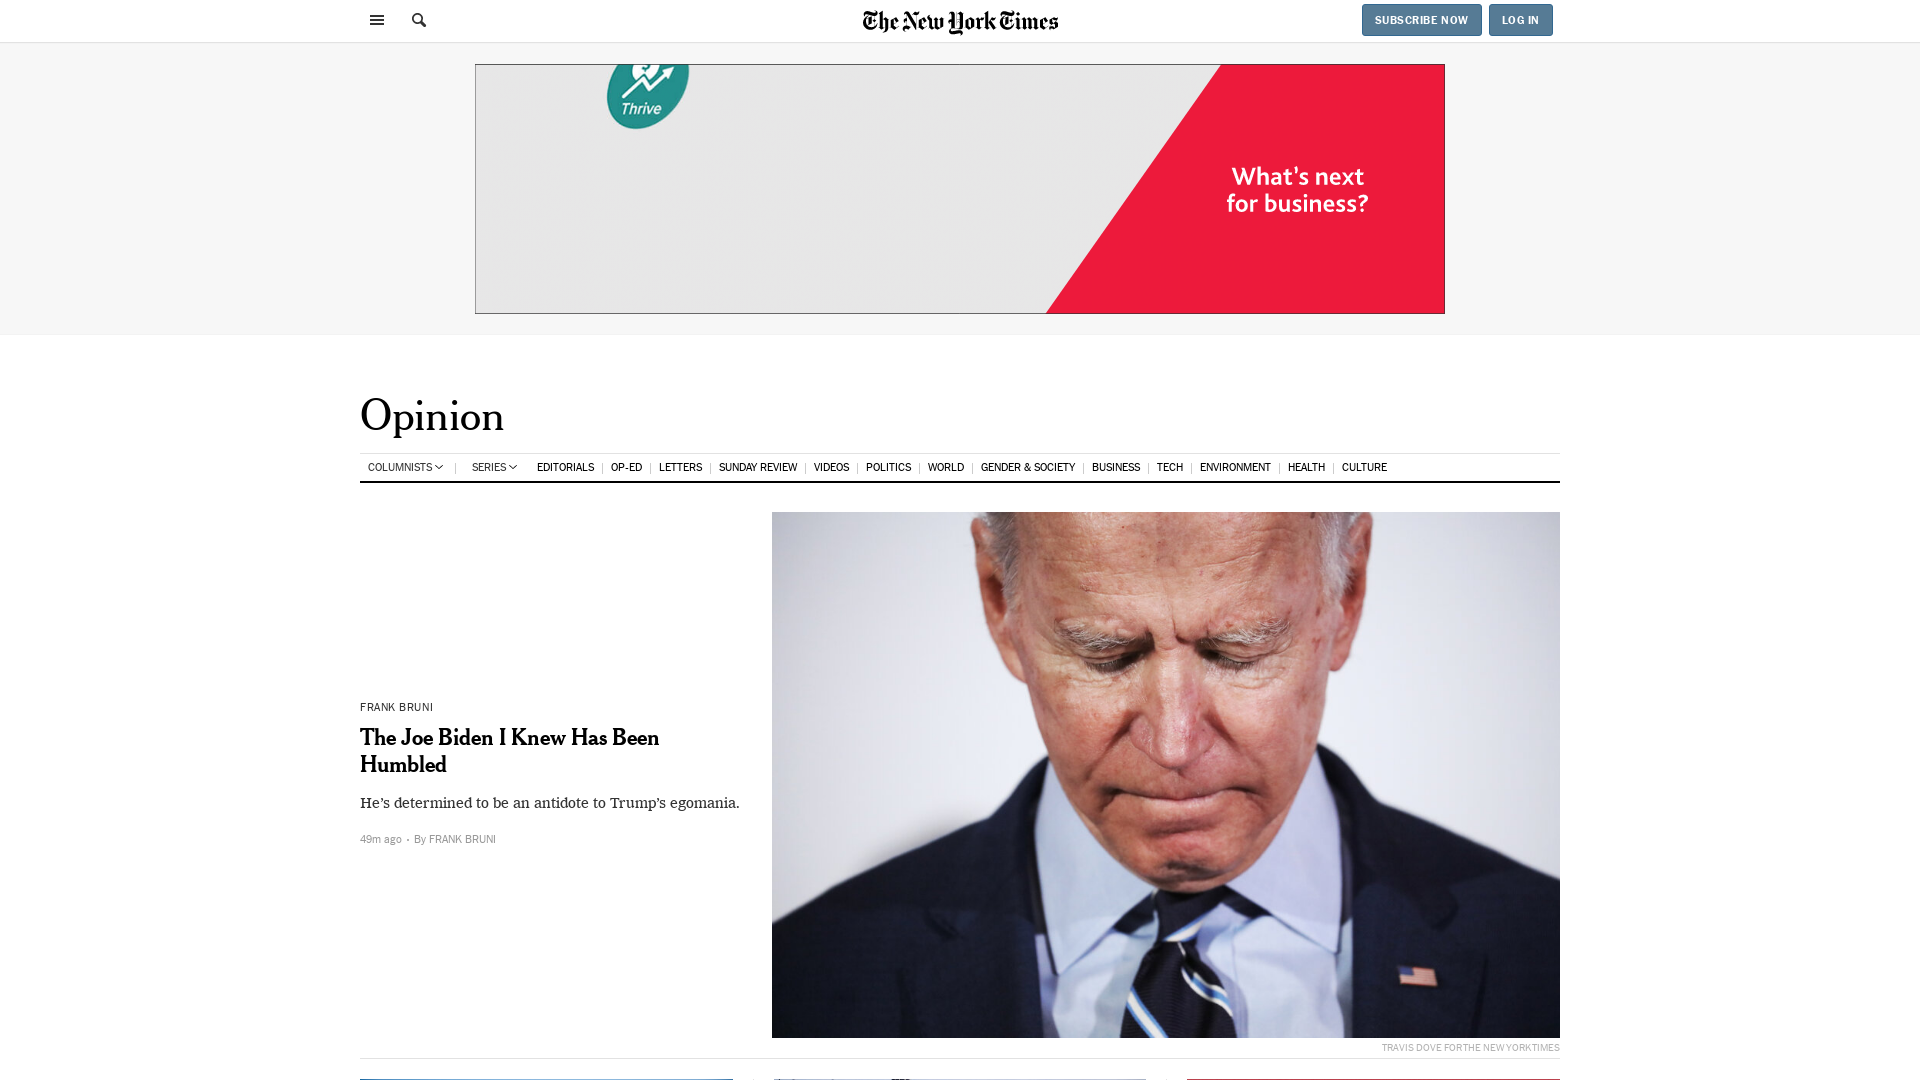 The New York Times
SUBSCRIBE NOW
LOG IN
Thrive
What's next
for business?
Opinion
COLUMNISTS
SERIES
EDITORIALS
OP-ED
LETTERS
SUNDAY REVIEW
VIDEOS
POLITICS
WORLD
GENDER & SOCIETY
BUSINESS
TECH
ENVIRONMENT
HEALTH
CULTURE
FRANK BRUNI
The Joe Biden I Knew Has Been
Humbled
He’s determined to be an antidote to Trump’s egomania.
49m ago · By FRANK BRUNI
TRAVIS DOVE FOR THE NEW YORK TIMES